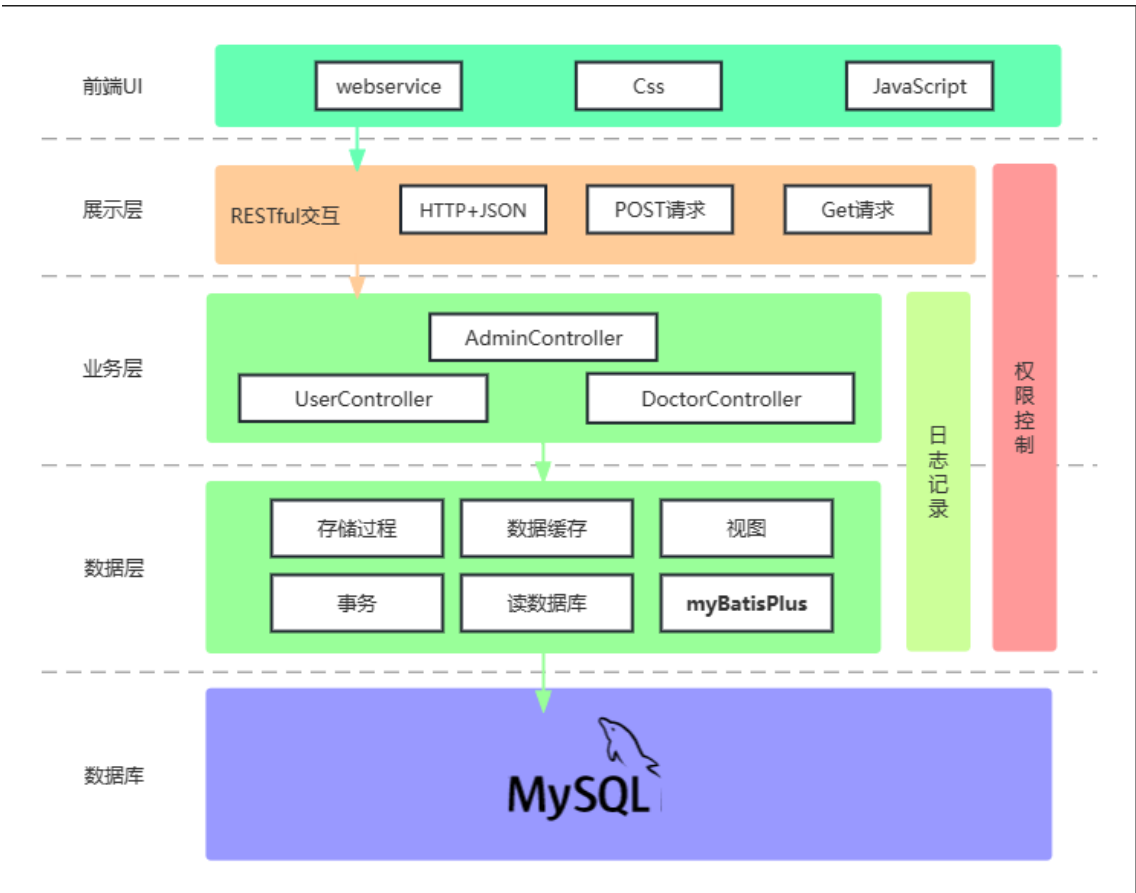 前端UI
webservice
Css
JavaScript
展示层
RESTful交互
HTTP+JSON
POST请求
Get请求
业务层
AdminController
UserController
DoctorController
权限控制
日志记录
数据层
存储过程
数据缓存
视图
事务
读数据库
myBatisPlus
数据库
MySQL